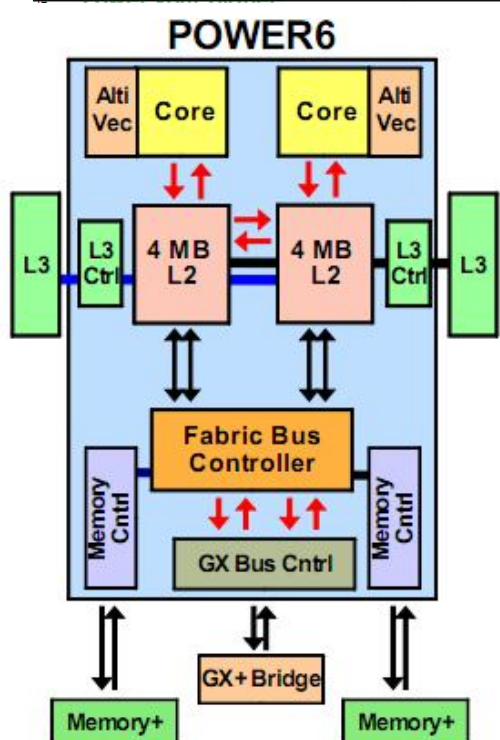 POWER6
Alti
Vec
Core
Core
Alti
Vec
L3
L3
Ctrl
4 MB
L2
4 MB
L2
L3
Ctrl
L3
Fabric Bus
Controller
Memory
Cntrl
Memory
Cntrl
GX Bus Cntrl
GX+ Bridge
Memory+
Memory+